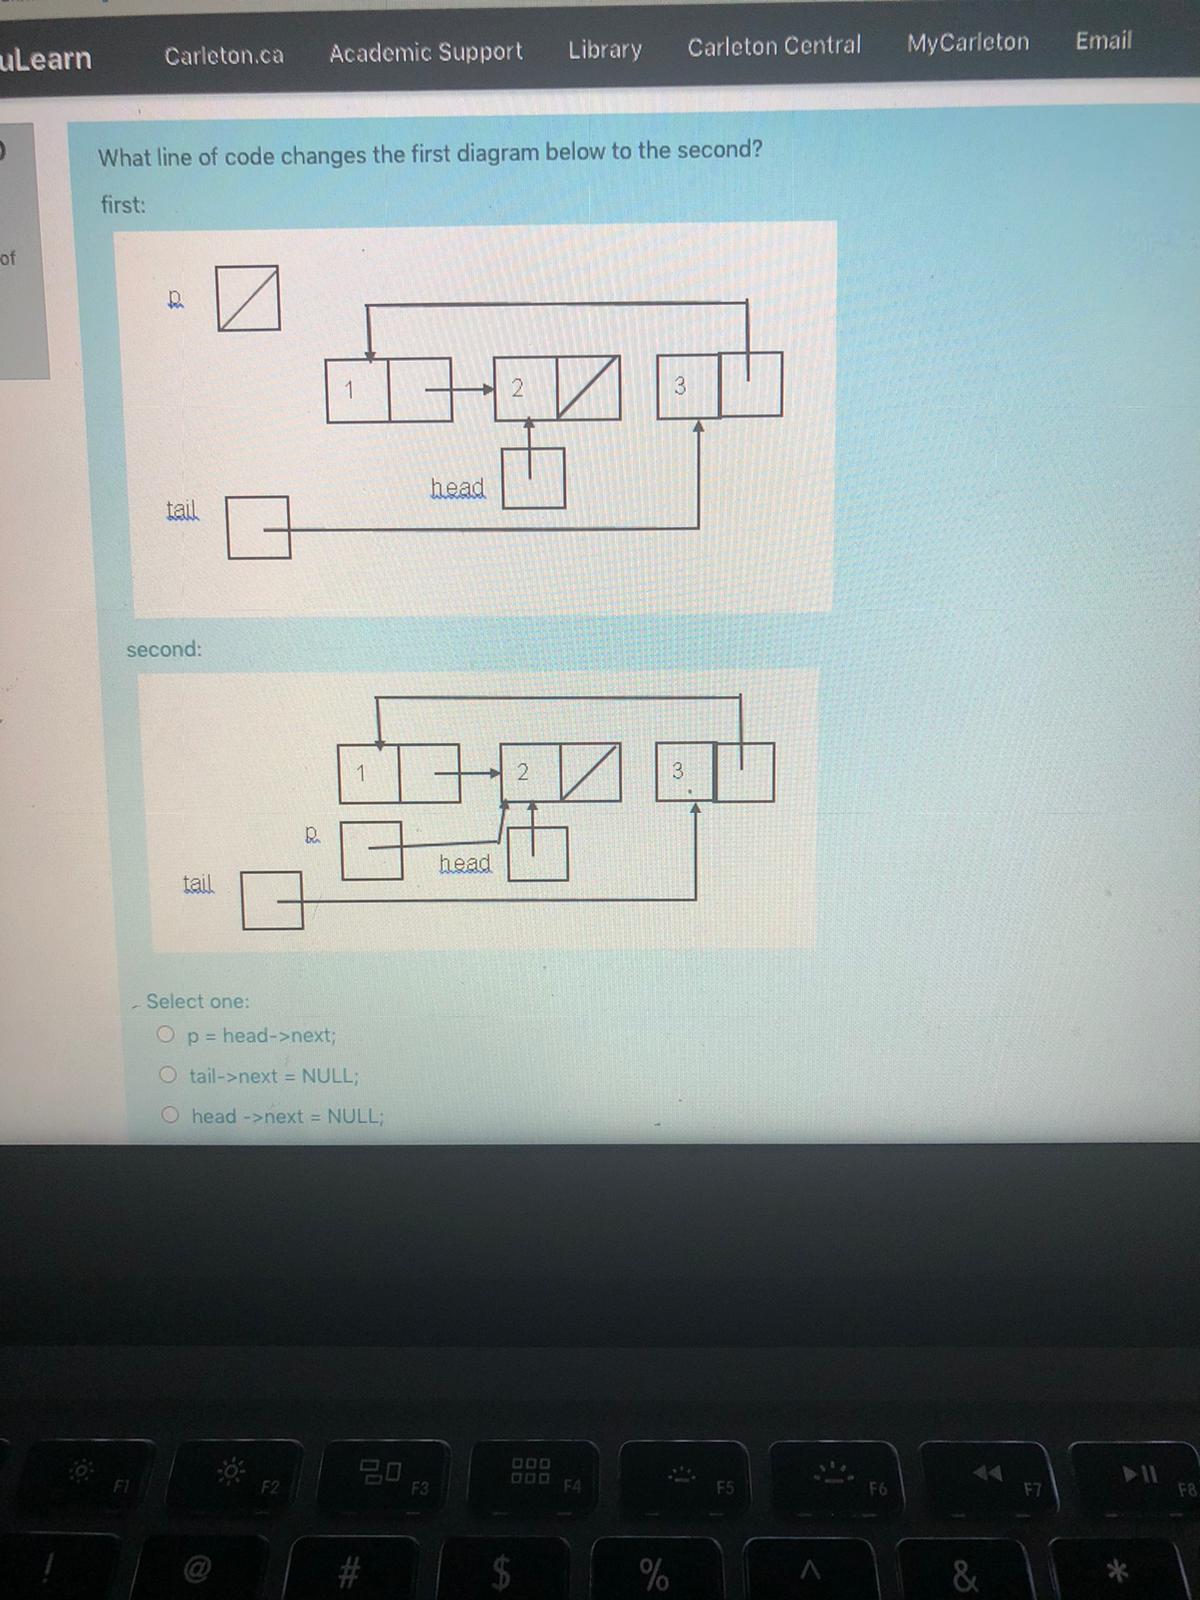 uLearn Carleton.ca Academic Support Library Carleton Central MyCarleton Email
What line of code changes the first diagram below to the second?
first:
of
p
1 2 3
head
tail
second:
1 2 3
p
head
tail
Select one:
p = head->next;
tail->next = NULL;
head ->next = NULL;
F1 F2 F3 F4 F5 F6 F7 F8
! @ # $ % ^ & *